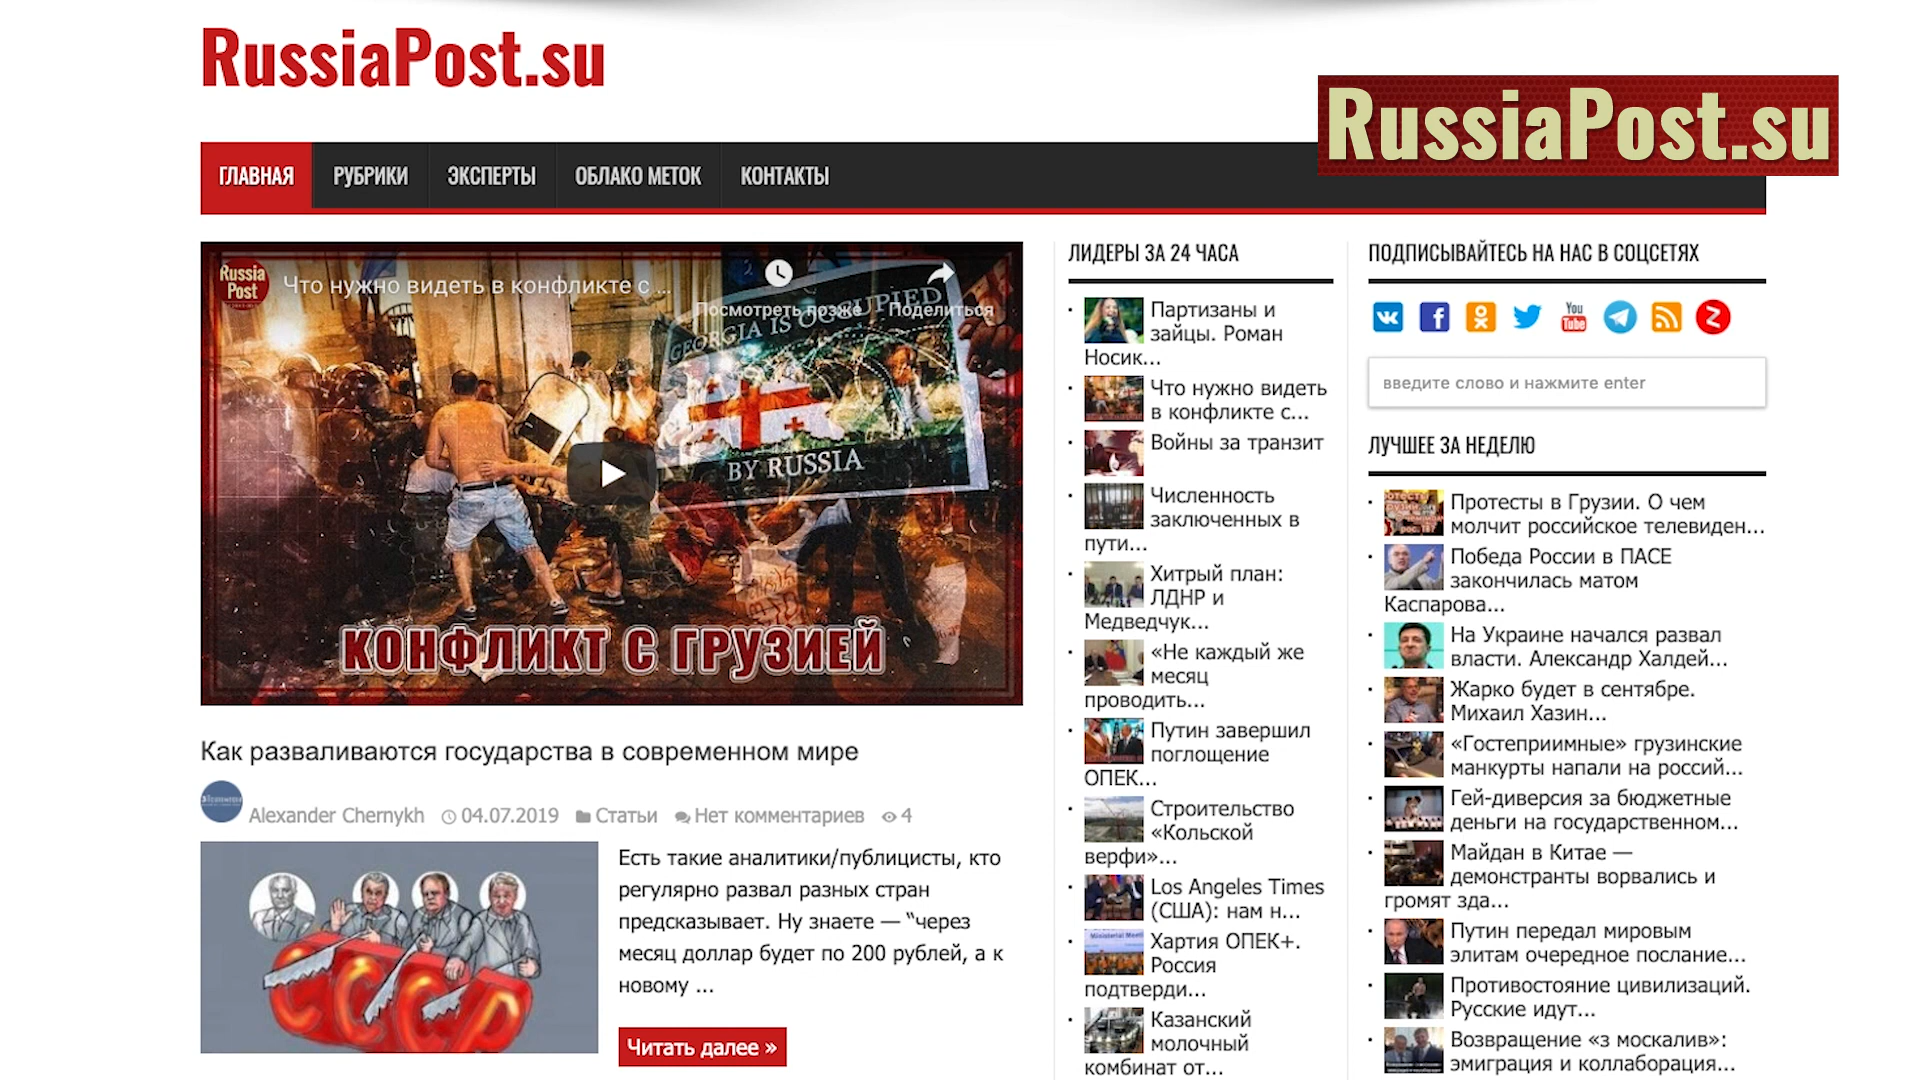 RussiaPost.su
RussiaPost.su
ГЛАВНАЯ РУБРИКИ ЭКСПЕРТЫ ОБЛАКО МЕТОК КОНТАКТЫ
Russia
Post
Что нужно видеть в конфликте с ...
Посмотреть позже Поделиться
GEORGIA IS OCCUPIED
BY RUSSIA
КОНФЛИКТ С ГРУЗИЕЙ
Как разваливаются государства в современном мире
Alexander Chernykh 04.07.2019 Статьи Нет комментариев 4
СССР
Есть такие аналитики/публицисты, кто
регулярно развал разных стран
предсказывает. Ну знаете — “через
месяц доллар будет по 200 рублей, а к
новому ...
Читать далее »
ЛИДЕРЫ ЗА 24 ЧАСА
Партизаны и
зайцы. Роман
Носик...
Что нужно видеть
в конфликте с...
Войны за транзит
Численность
заключенных в
пути...
Хитрый план:
ЛДНР и
Медведчук...
«Не каждый же
месяц
проводить...
Путин завершил
поглощение
ОПЕК...
Строительство
«Кольской
верфи»...
Los Angeles Times
(США): нам н...
Хартия ОПЕК+.
Россия
подтверди...
Казанский
молочный
комбинат от...
ПОДПИСЫВАЙТЕСЬ НА НАС В СОЦСЕТЯХ
You
Tube
введите слово и нажмите enter
ЛУЧШЕЕ ЗА НЕДЕЛЮ
Протесты в Грузии. О чем
молчит российское телевиден...
Победа России в ПАСЕ
закончилась матом
Каспарова...
На Украине начался развал
власти. Александр Халдей...
Жарко будет в сентябре.
Михаил Хазин...
«Гостеприимные» грузинские
манкурты напали на россий...
Гей-диверсия за бюджетные
деньги на государственном...
Майдан в Китае —
демонстранты ворвались и
громят зда...
Путин передал мировым
элитам очередное послание...
Противостояние цивилизаций.
Русские идут...
Возвращение «з москалив»:
эмиграция и коллаборация...